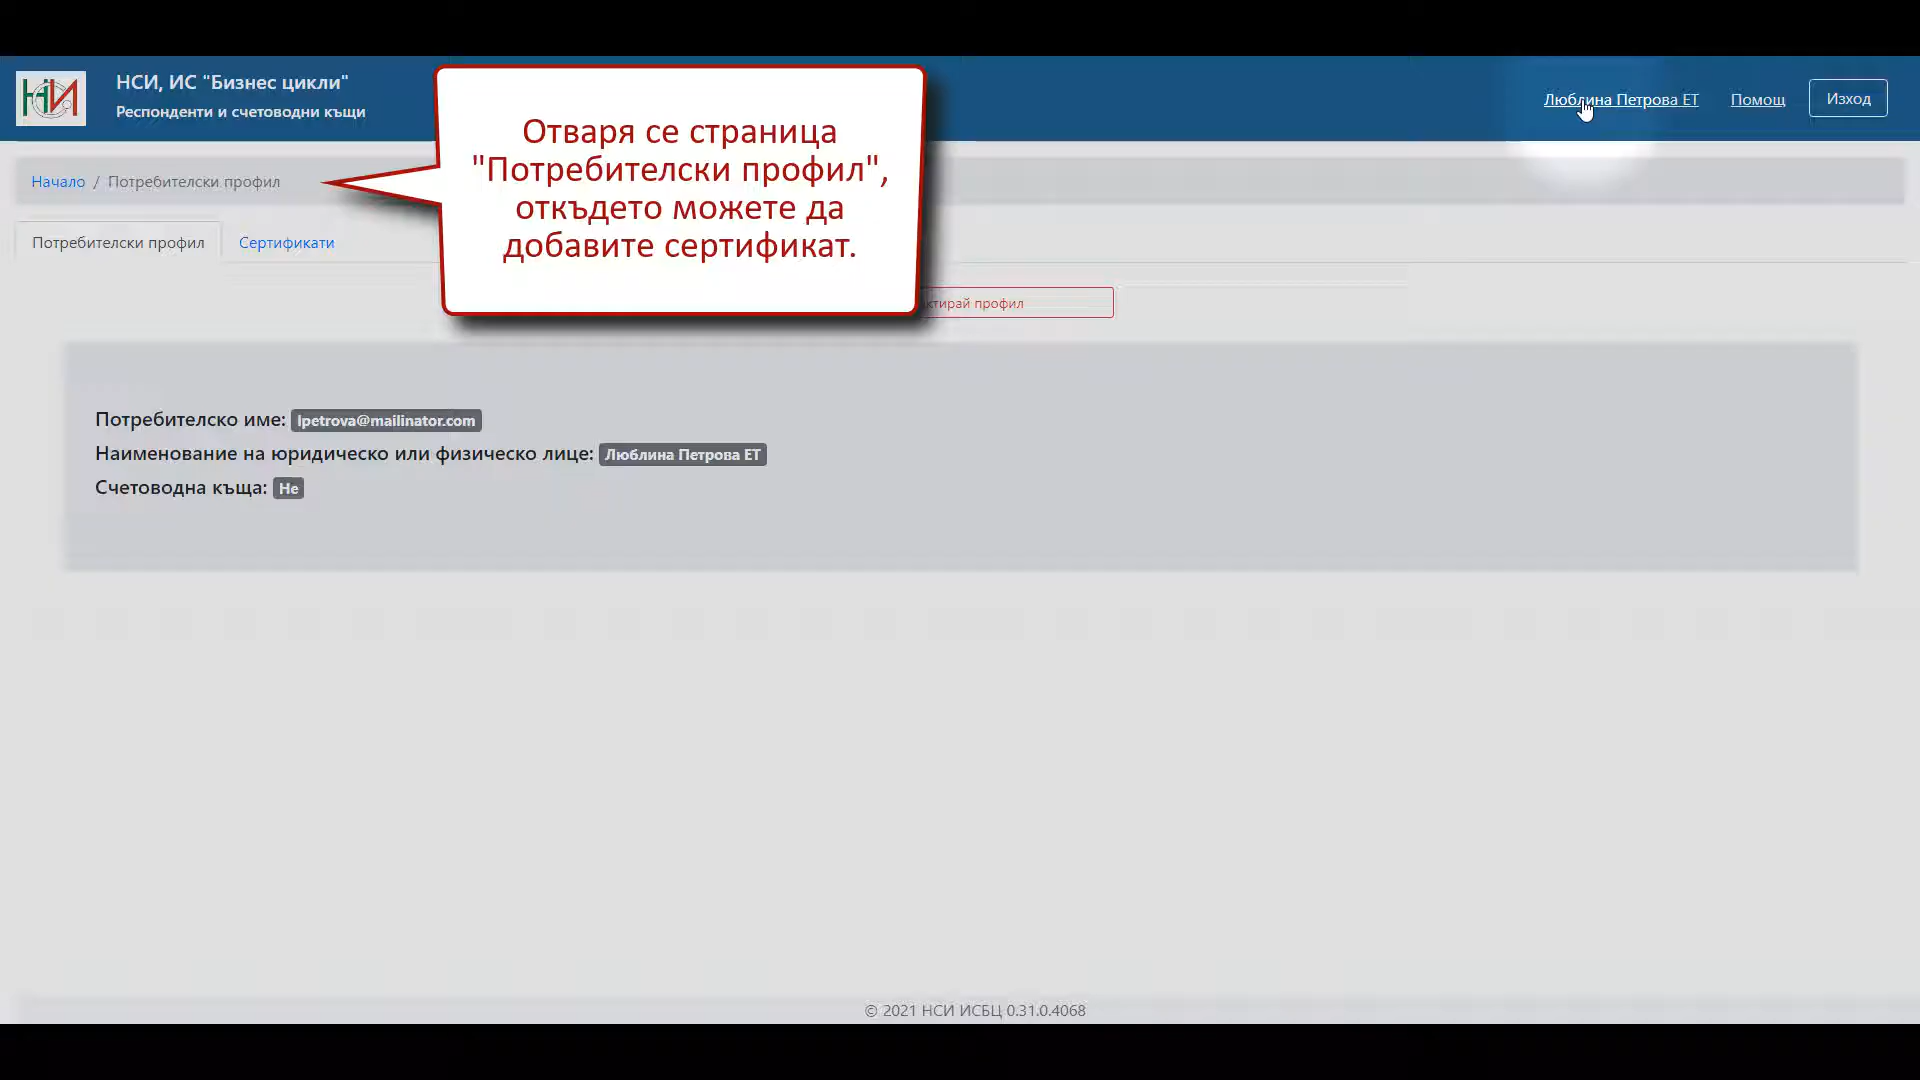 НСИ, ИС "Бизнес цикли"
Респонденти и счетоводни къщи
Люблина Петрова ЕТ
Помощ
Изход
Отваря се страница
"Потребителски профил",
откъдето можете да
добавите сертификат.
Начало / Потребителски профил
Потребителски профил
Сертификати
профил
Потребителско име: lpetrova@mailinator.com
Наименование на юридическо или физическо лице: Люблина Петрова ЕТ
Счетоводна къща: Не
© 2021 НСИ ИСБЦ 0.31.0.4068